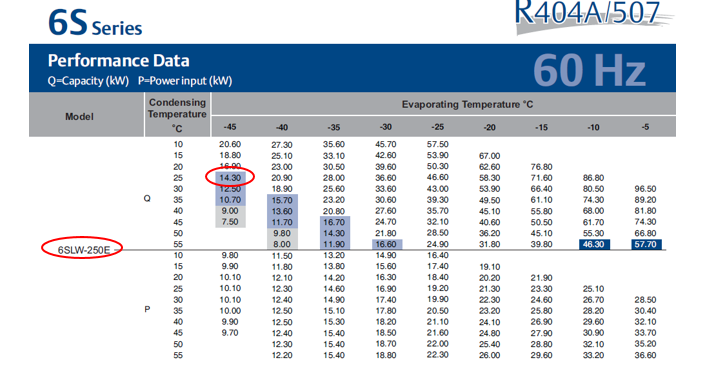 6S Series
R404A/507
Performance Data
Q=Capacity (kW) P=Power input (kW)
60 Hz
Model
Condensing
Temperature
°C
Evaporating Temperature °C
-45 -40 -35 -30 -25 -20 -15 -10 -5
10 20.60 27.30 35.60 45.70 57.50
15 18.80 25.10 33.10 42.60 53.90 67.00
20 16.90 23.00 30.50 39.60 50.30 62.60 76.80
25 14.30 20.90 28.00 36.60 46.60 58.30 71.60 86.80
30 12.50 18.90 25.60 33.60 43.00 53.90 66.40 80.50 96.50
Q 35 10.70 15.70 23.20 30.60 39.30 49.50 61.10 74.30 89.20
40 9.00 13.60 20.80 27.60 35.70 45.10 55.80 68.00 81.80
45 7.50 11.70 16.70 24.70 32.10 40.60 50.50 61.70 74.30
50 9.80 14.30 21.80 28.50 36.20 45.10 55.30 66.80
55 8.00 11.90 16.60 24.90 31.80 39.80 46.30 57.70
6SLW-250E
10 9.80 11.50 13.20 14.90 16.40
15 9.90 11.80 13.80 15.60 17.40 19.10
20 10.10 12.10 14.20 16.30 18.40 20.20 21.90
25 10.10 12.30 14.60 16.90 19.20 21.30 23.30 25.10
30 10.10 12.40 14.90 17.40 19.90 22.30 24.60 26.70 28.50
P 35 10.00 12.50 15.10 17.80 20.50 23.20 25.80 28.20 30.40
40 9.90 12.50 15.30 18.20 21.10 24.10 26.90 29.60 32.10
45 9.70 12.40 15.40 18.50 21.60 24.80 27.90 30.90 33.70
50 12.30 15.40 18.70 22.00 25.40 28.80 32.10 35.20
55 12.20 15.40 18.80 22.30 26.00 29.60 33.20 36.60